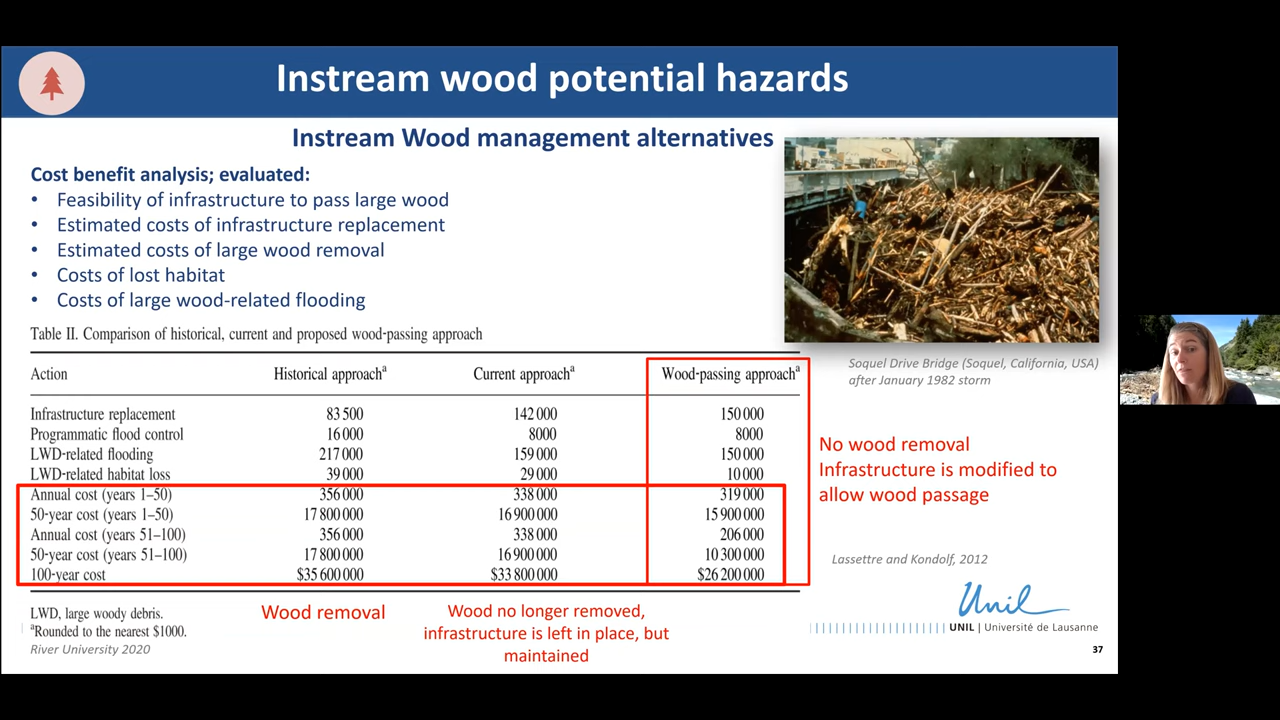 Instream wood potential hazards
Instream Wood management alternatives
Cost benefit analysis; evaluated:
• Feasibility of infrastructure to pass large wood
• Estimated costs of infrastructure replacement
• Estimated costs of large wood removal
• Costs of lost habitat
• Costs of large wood-related flooding
Soquel Drive Bridge (Soquel, California, USA)
after January 1982 storm
Table II. Comparison of historical, current and proposed wood-passing approach
Action Historical approachᵃ Current approachᵃ Wood-passing approachᵃ
Infrastructure replacement 83 500 142 000 150 000
Programmatic flood control 16 000 8000 8000
LWD-related flooding 217 000 159 000 150 000
LWD-related habitat loss 39 000 29 000 10 000
Annual cost (years 1–50) 356 000 338 000 319 000
50-year cost (years 1–50) 17 800 000 16 900 000 15 900 000
Annual cost (years 51–100) 356 000 338 000 206 000
50-year cost (years 51–100) 17 800 000 16 900 000 10 300 000
100-year cost $35 600 000 $33 800 000 $26 200 000
LWD, large woody debris.
ᵃRounded to the nearest $1000.
River University 2020
Wood removal
Wood no longer removed,
infrastructure is left in place, but
maintained
No wood removal
Infrastructure is modified to
allow wood passage
Lassettre and Kondolf, 2012
Unil
UNIL | Université de Lausanne
37